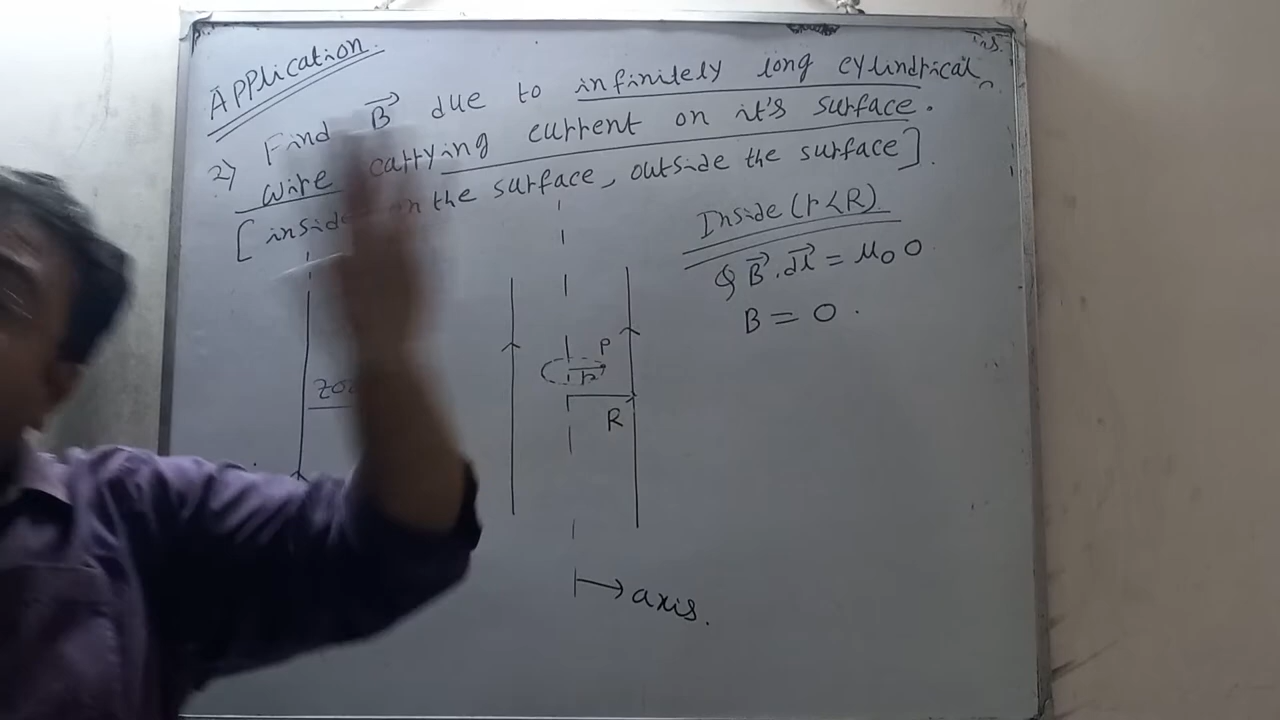 Application.
2) Find B⃗ due to infinitely long cylindrical
wire carrying current on it's surface.
[inside on the surface, outside the surface].
Inside (r<R)
∮ B⃗.dl⃗ = μ₀ 0
B = 0.
P
r
R
axis.